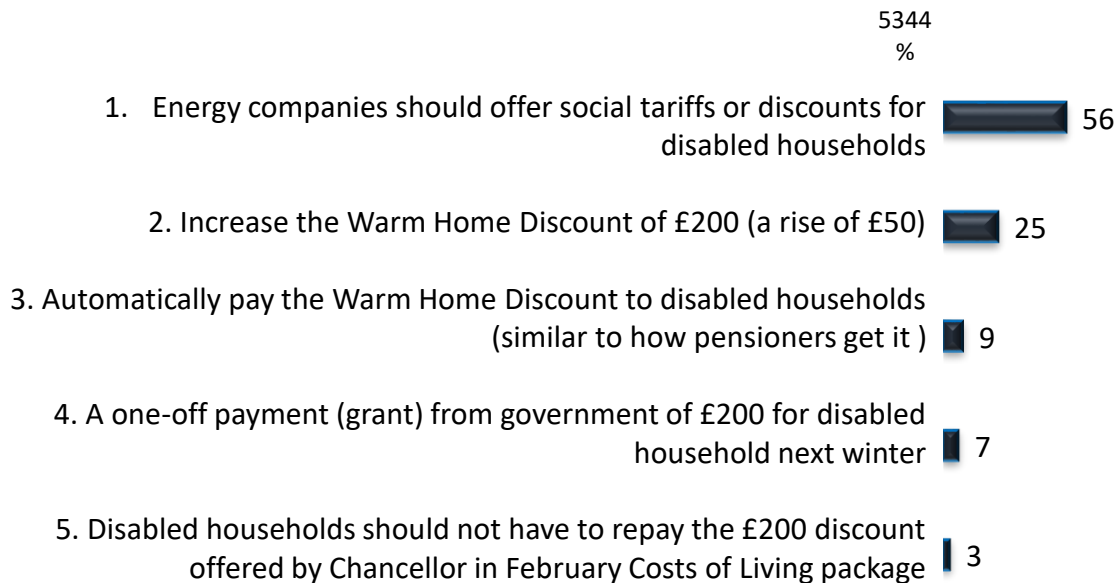 5344
%
1. Energy companies should offer social tariffs or discounts for
disabled households
56
2. Increase the Warm Home Discount of £200 (a rise of £50)
25
3. Automatically pay the Warm Home Discount to disabled households
(similar to how pensioners get it )
9
4. A one-off payment (grant) from government of £200 for disabled
household next winter
7
5. Disabled households should not have to repay the £200 discount
offered by Chancellor in February Costs of Living package
3